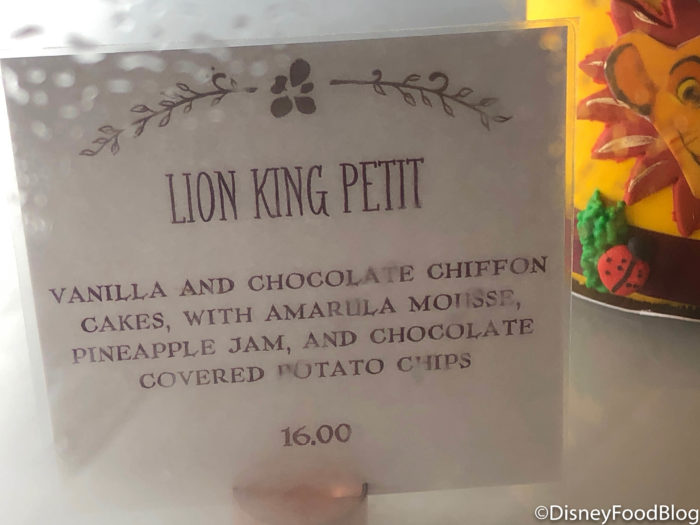 LION KING PETIT
VANILLA AND CHOCOLATE CHIFFON
CAKES, WITH AMARULA MOUSSE,
PINEAPPLE JAM, AND CHOCOLATE
COVERED POTATO CHIPS
16.00
©DisneyFoodBlog